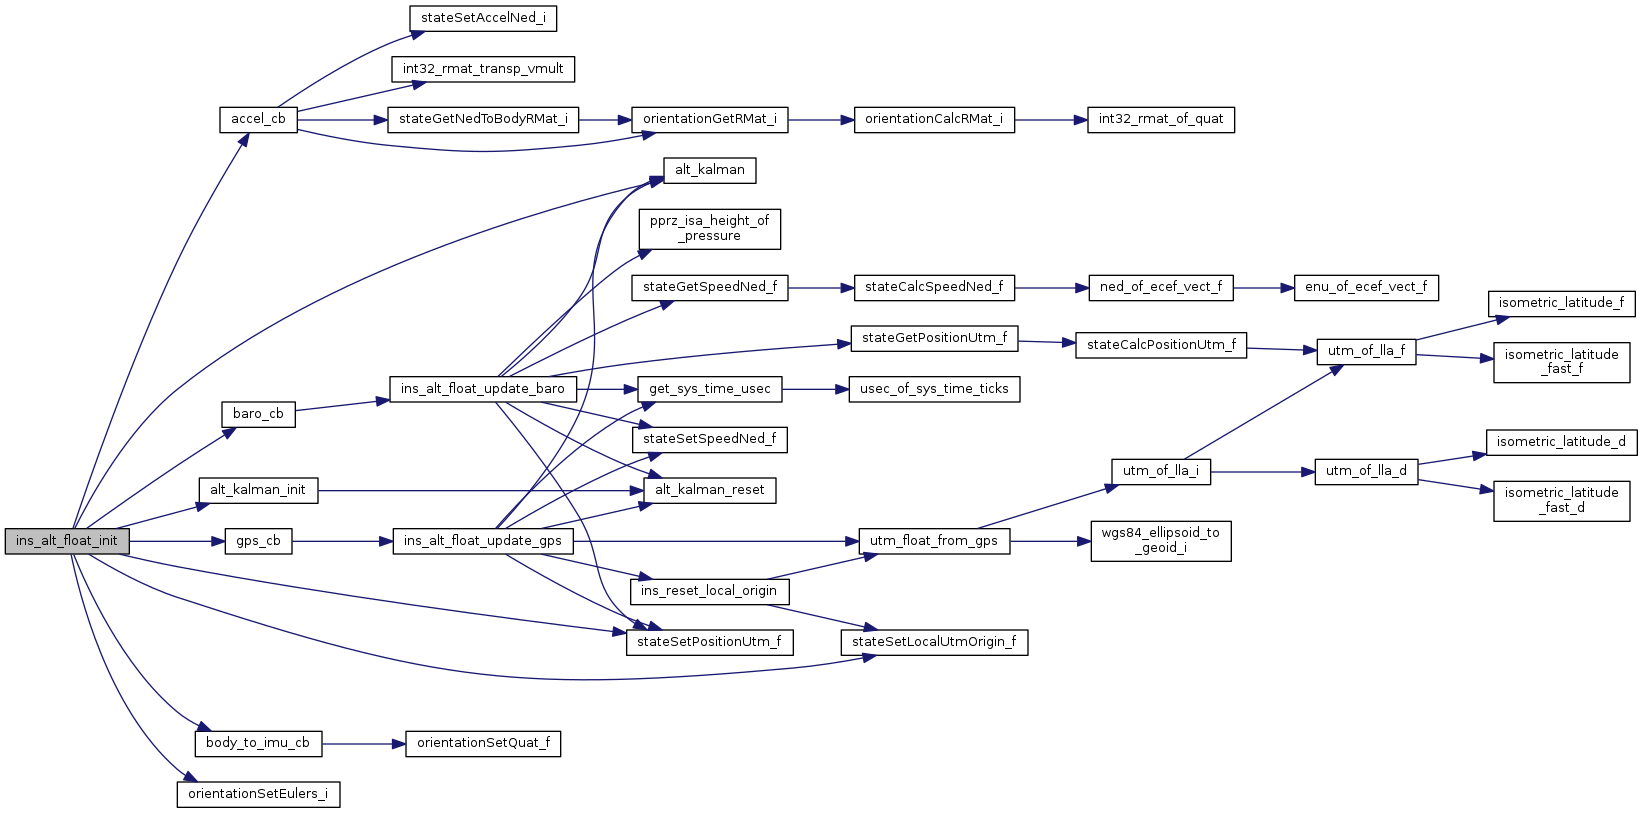 stateSetAccelNed_i
int32_rmat_transp_vmult
accel_cb
stateGetNedToBodyRMat_i
orientationGetRMat_i
orientationCalcRMat_i
int32_rmat_of_quat
alt_kalman
pprz_isa_height_of
_pressure
stateGetSpeedNed_f
stateCalcSpeedNed_f
ned_of_ecef_vect_f
enu_of_ecef_vect_f
isometric_latitude_f
stateGetPositionUtm_f
stateCalcPositionUtm_f
utm_of_lla_f
isometric_latitude
_fast_f
ins_alt_float_update_baro
get_sys_time_usec
usec_of_sys_time_ticks
baro_cb
stateSetSpeedNed_f
isometric_latitude_d
utm_of_lla_i
utm_of_lla_d
alt_kalman_init
alt_kalman_reset
isometric_latitude
_fast_d
ins_alt_float_init
gps_cb
ins_alt_float_update_gps
utm_float_from_gps
wgs84_ellipsoid_to
_geoid_i
ins_reset_local_origin
stateSetPositionUtm_f
stateSetLocalUtmOrigin_f
body_to_imu_cb
orientationSetQuat_f
orientationSetEulers_i